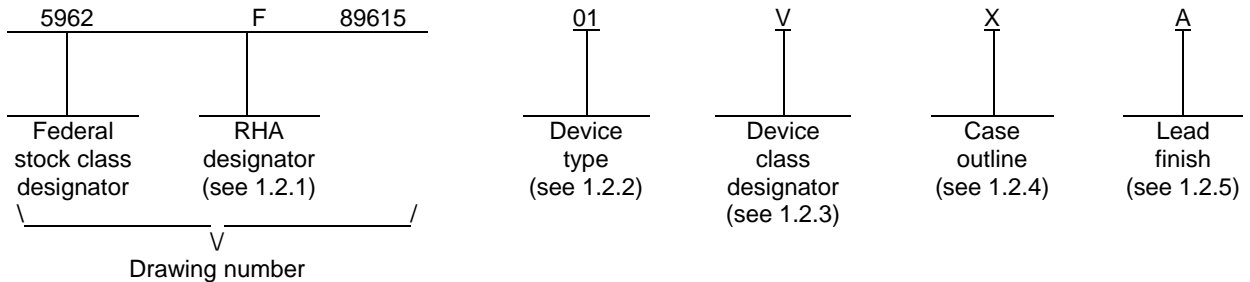 5962 F 89615 01 V X A
Federal stock class designator
RHA designator (see 1.2.1)
Device type (see 1.2.2)
Device class designator (see 1.2.3)
Case outline (see 1.2.4)
Lead finish (see 1.2.5)
\ /
\/
Drawing number